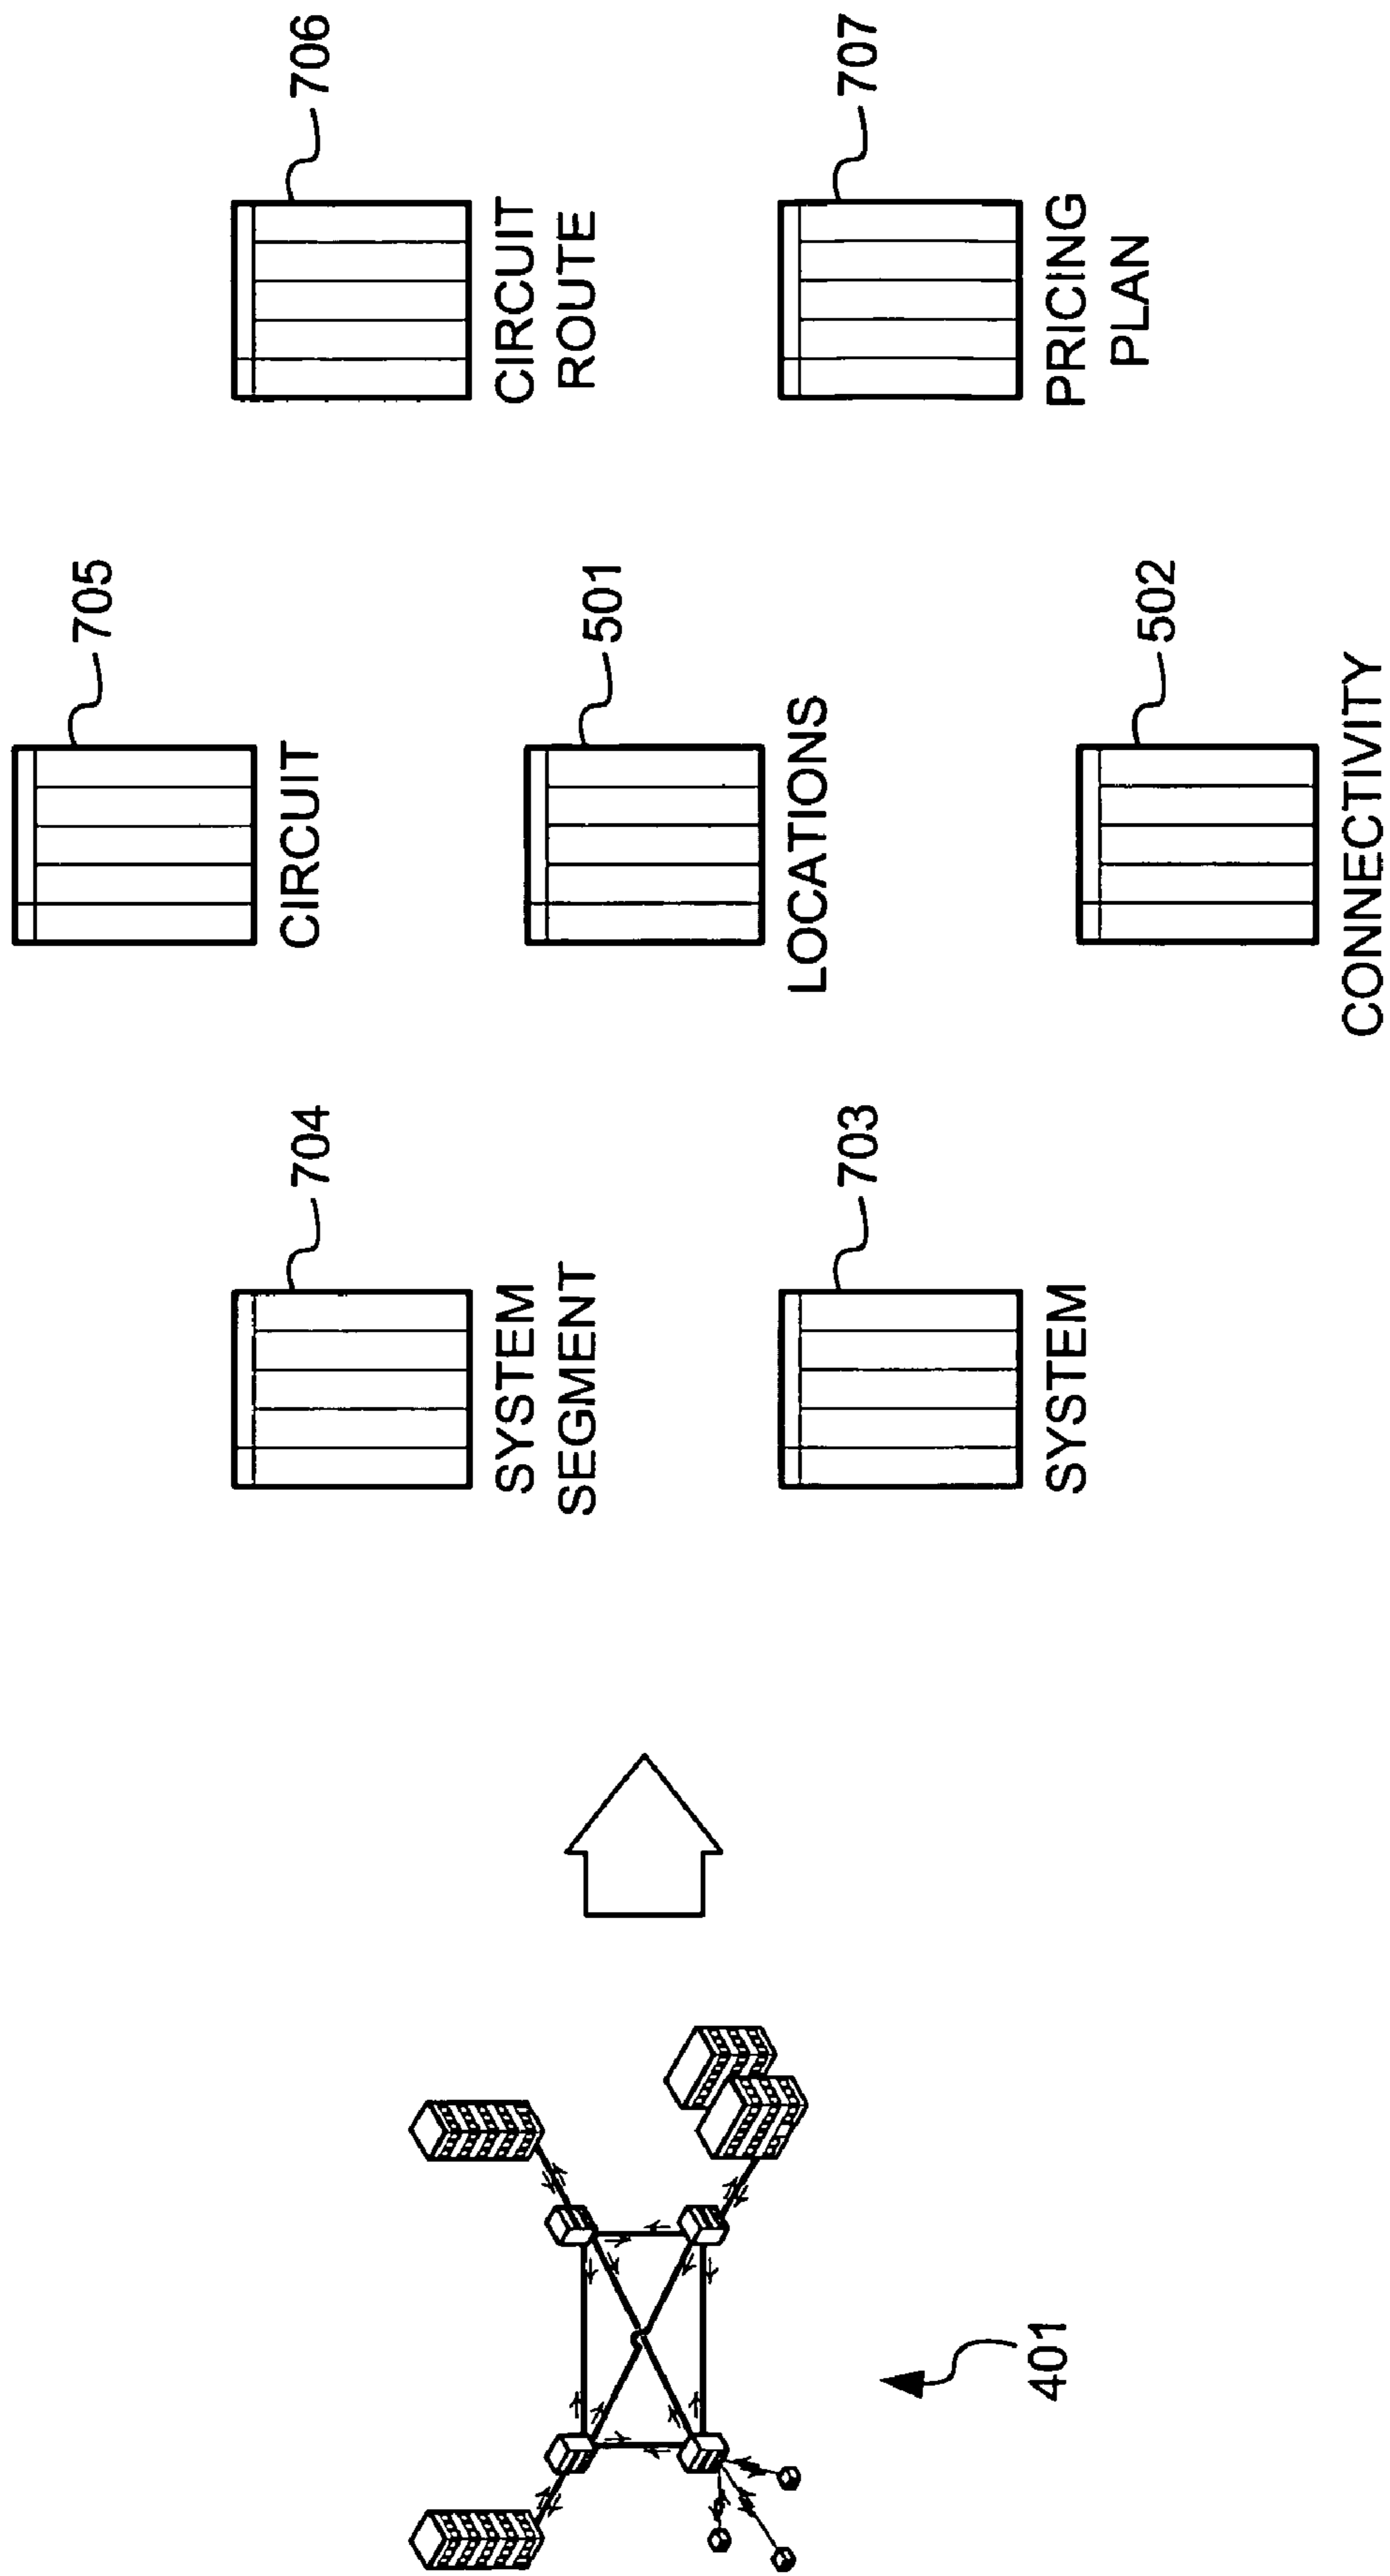 401
704
SYSTEM
SEGMENT
703
SYSTEM
705
CIRCUIT
501
LOCATIONS
502
CONNECTIVITY
706
CIRCUIT
ROUTE
707
PRICING
PLAN